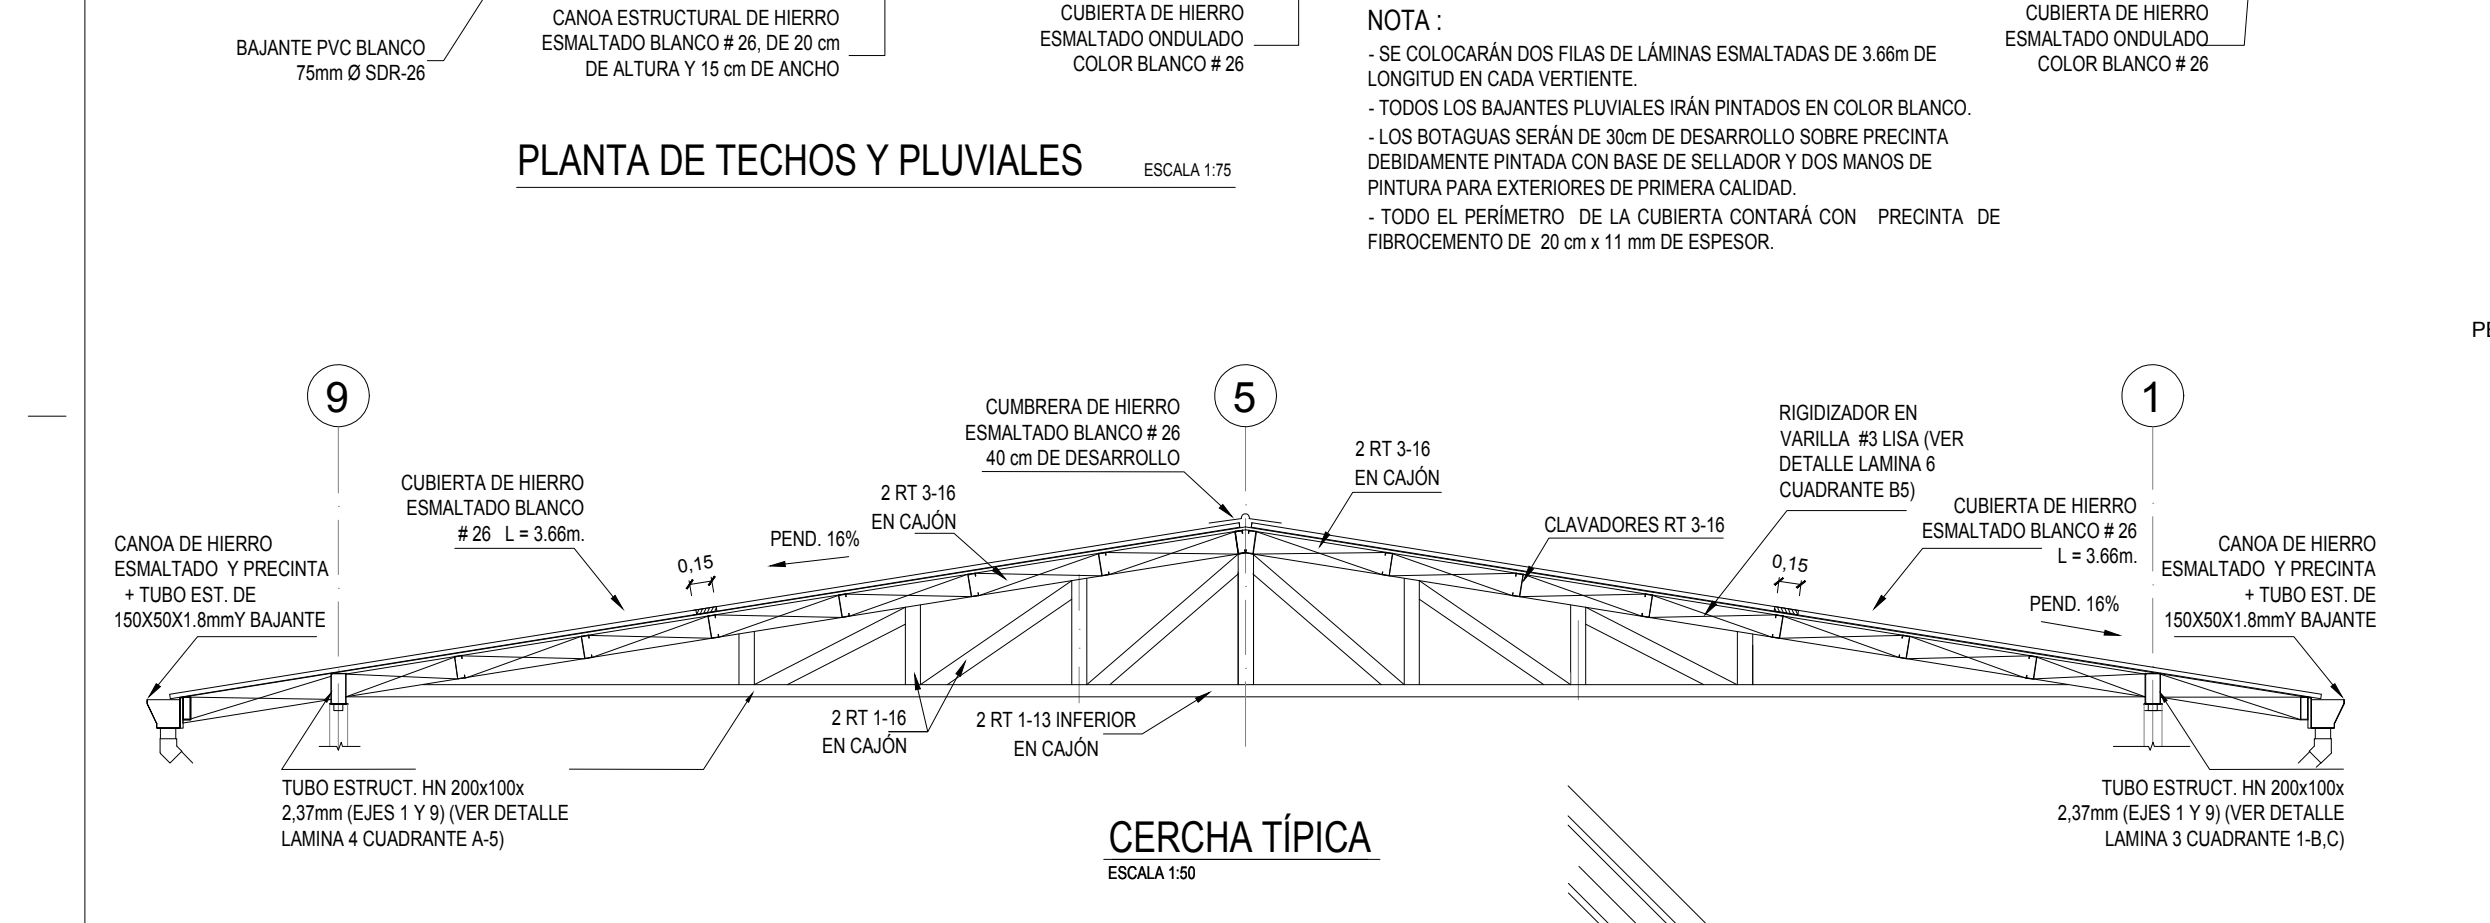 BAJANTE PVC BLANCO
75mm Ø SDR-26
CANOA ESTRUCTURAL DE HIERRO
ESMALTADO BLANCO # 26, DE 20 cm
DE ALTURA Y 15 cm DE ANCHO
CUBIERTA DE HIERRO
ESMALTADO ONDULADO
COLOR BLANCO # 26
NOTA :
- SE COLOCARÁN DOS FILAS DE LÁMINAS ESMALTADAS DE 3.66m DE
LONGITUD EN CADA VERTIENTE.
- TODOS LOS BAJANTES PLUVIALES IRÁN PINTADOS EN COLOR BLANCO.
- LOS BOTAGUAS SERÁN DE 30cm DE DESARROLLO SOBRE PRECINTA
DEBIDAMENTE PINTADA CON BASE DE SELLADOR Y DOS MANOS DE
PINTURA PARA EXTERIORES DE PRIMERA CALIDAD.
- TODO EL PERÍMETRO DE LA CUBIERTA CONTARÁ CON PRECINTA DE
FIBROCEMENTO DE 20 cm x 11 mm DE ESPESOR.
CUBIERTA DE HIERRO
ESMALTADO ONDULADO
COLOR BLANCO # 26
PLANTA DE TECHOS Y PLUVIALES
ESCALA 1:75
9
5
1
CANOA DE HIERRO
ESMALTADO Y PRECINTA
+ TUBO EST. DE
150X50X1.8mmY BAJANTE
CUBIERTA DE HIERRO
ESMALTADO BLANCO
# 26 L = 3.66m.
0,15
PEND. 16%
2 RT 3-16
EN CAJÓN
CUMBRERA DE HIERRO
ESMALTADO BLANCO # 26
40 cm DE DESARROLLO
2 RT 3-16
EN CAJÓN
CLAVADORES RT 3-16
RIGIDIZADOR EN
VARILLA #3 LISA (VER
DETALLE LAMINA 6
CUADRANTE B5)
0,15
CUBIERTA DE HIERRO
ESMALTADO BLANCO # 26
L = 3.66m.
PEND. 16%
CANOA DE HIERRO
ESMALTADO Y PRECINTA
+ TUBO EST. DE
150X50X1.8mmY BAJANTE
2 RT 1-16
EN CAJÓN
2 RT 1-13 INFERIOR
EN CAJÓN
TUBO ESTRUCT. HN 200x100x
2,37mm (EJES 1 Y 9) (VER DETALLE
LAMINA 4 CUADRANTE A-5)
TUBO ESTRUCT. HN 200x100x
2,37mm (EJES 1 Y 9) (VER DETALLE
LAMINA 3 CUADRANTE 1-B,C)
CERCHA TÍPICA
ESCALA 1:50